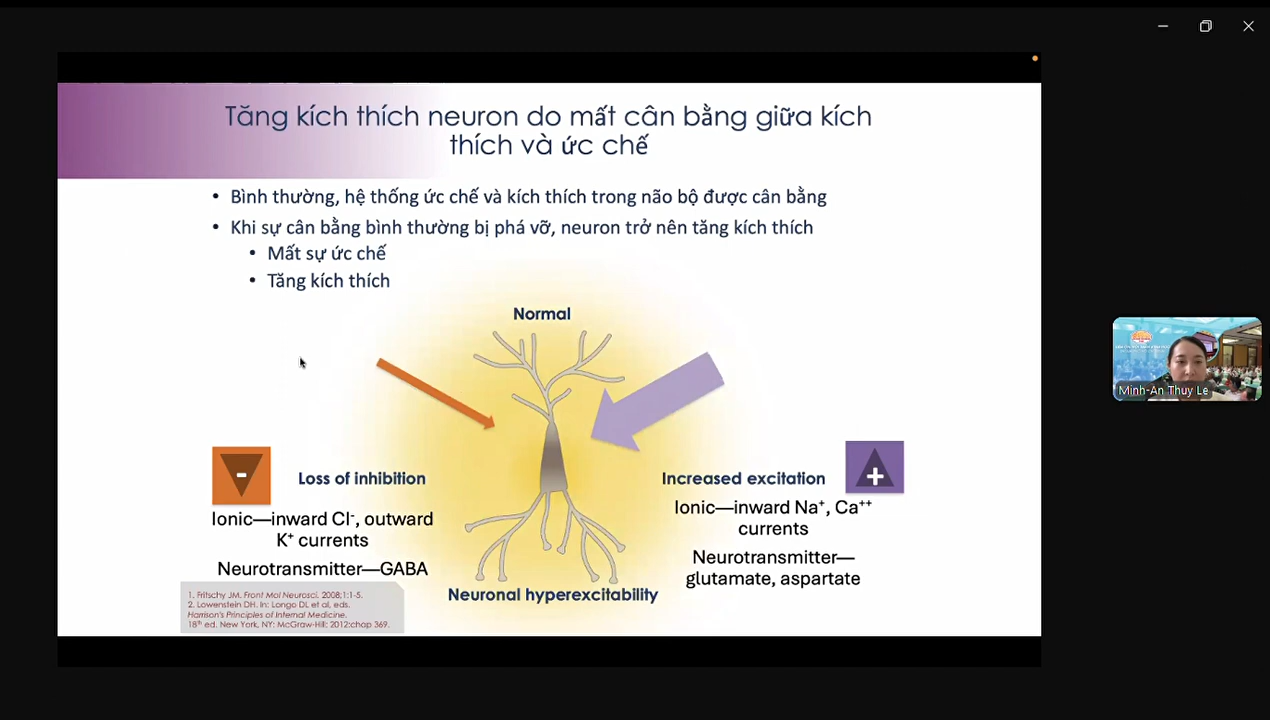 Tăng kích thích neuron do mất cân bằng giữa kích
thích và ức chế
• Bình thường, hệ thống ức chế và kích thích trong não bộ được cân bằng
• Khi sự cân bằng bình thường bị phá vỡ, neuron trở nên tăng kích thích
• Mất sự ức chế
• Tăng kích thích
Normal
-
Loss of inhibition
Ionic—inward Cl⁻, outward
K⁺ currents
Neurotransmitter—GABA
Increased excitation
+
Ionic—inward Na⁺, Ca⁺⁺
currents
Neurotransmitter—
glutamate, aspartate
Neuronal hyperexcitability
1. Fritschy JM. Front Mol Neurosci. 2008;1:1-5.
2. Lowenstein DH. In: Longo DL et al, eds.
Harrison's Principles of Internal Medicine.
18th ed. New York, NY: McGraw-Hill; 2012:chap 369.
Minh-An Thuy Le